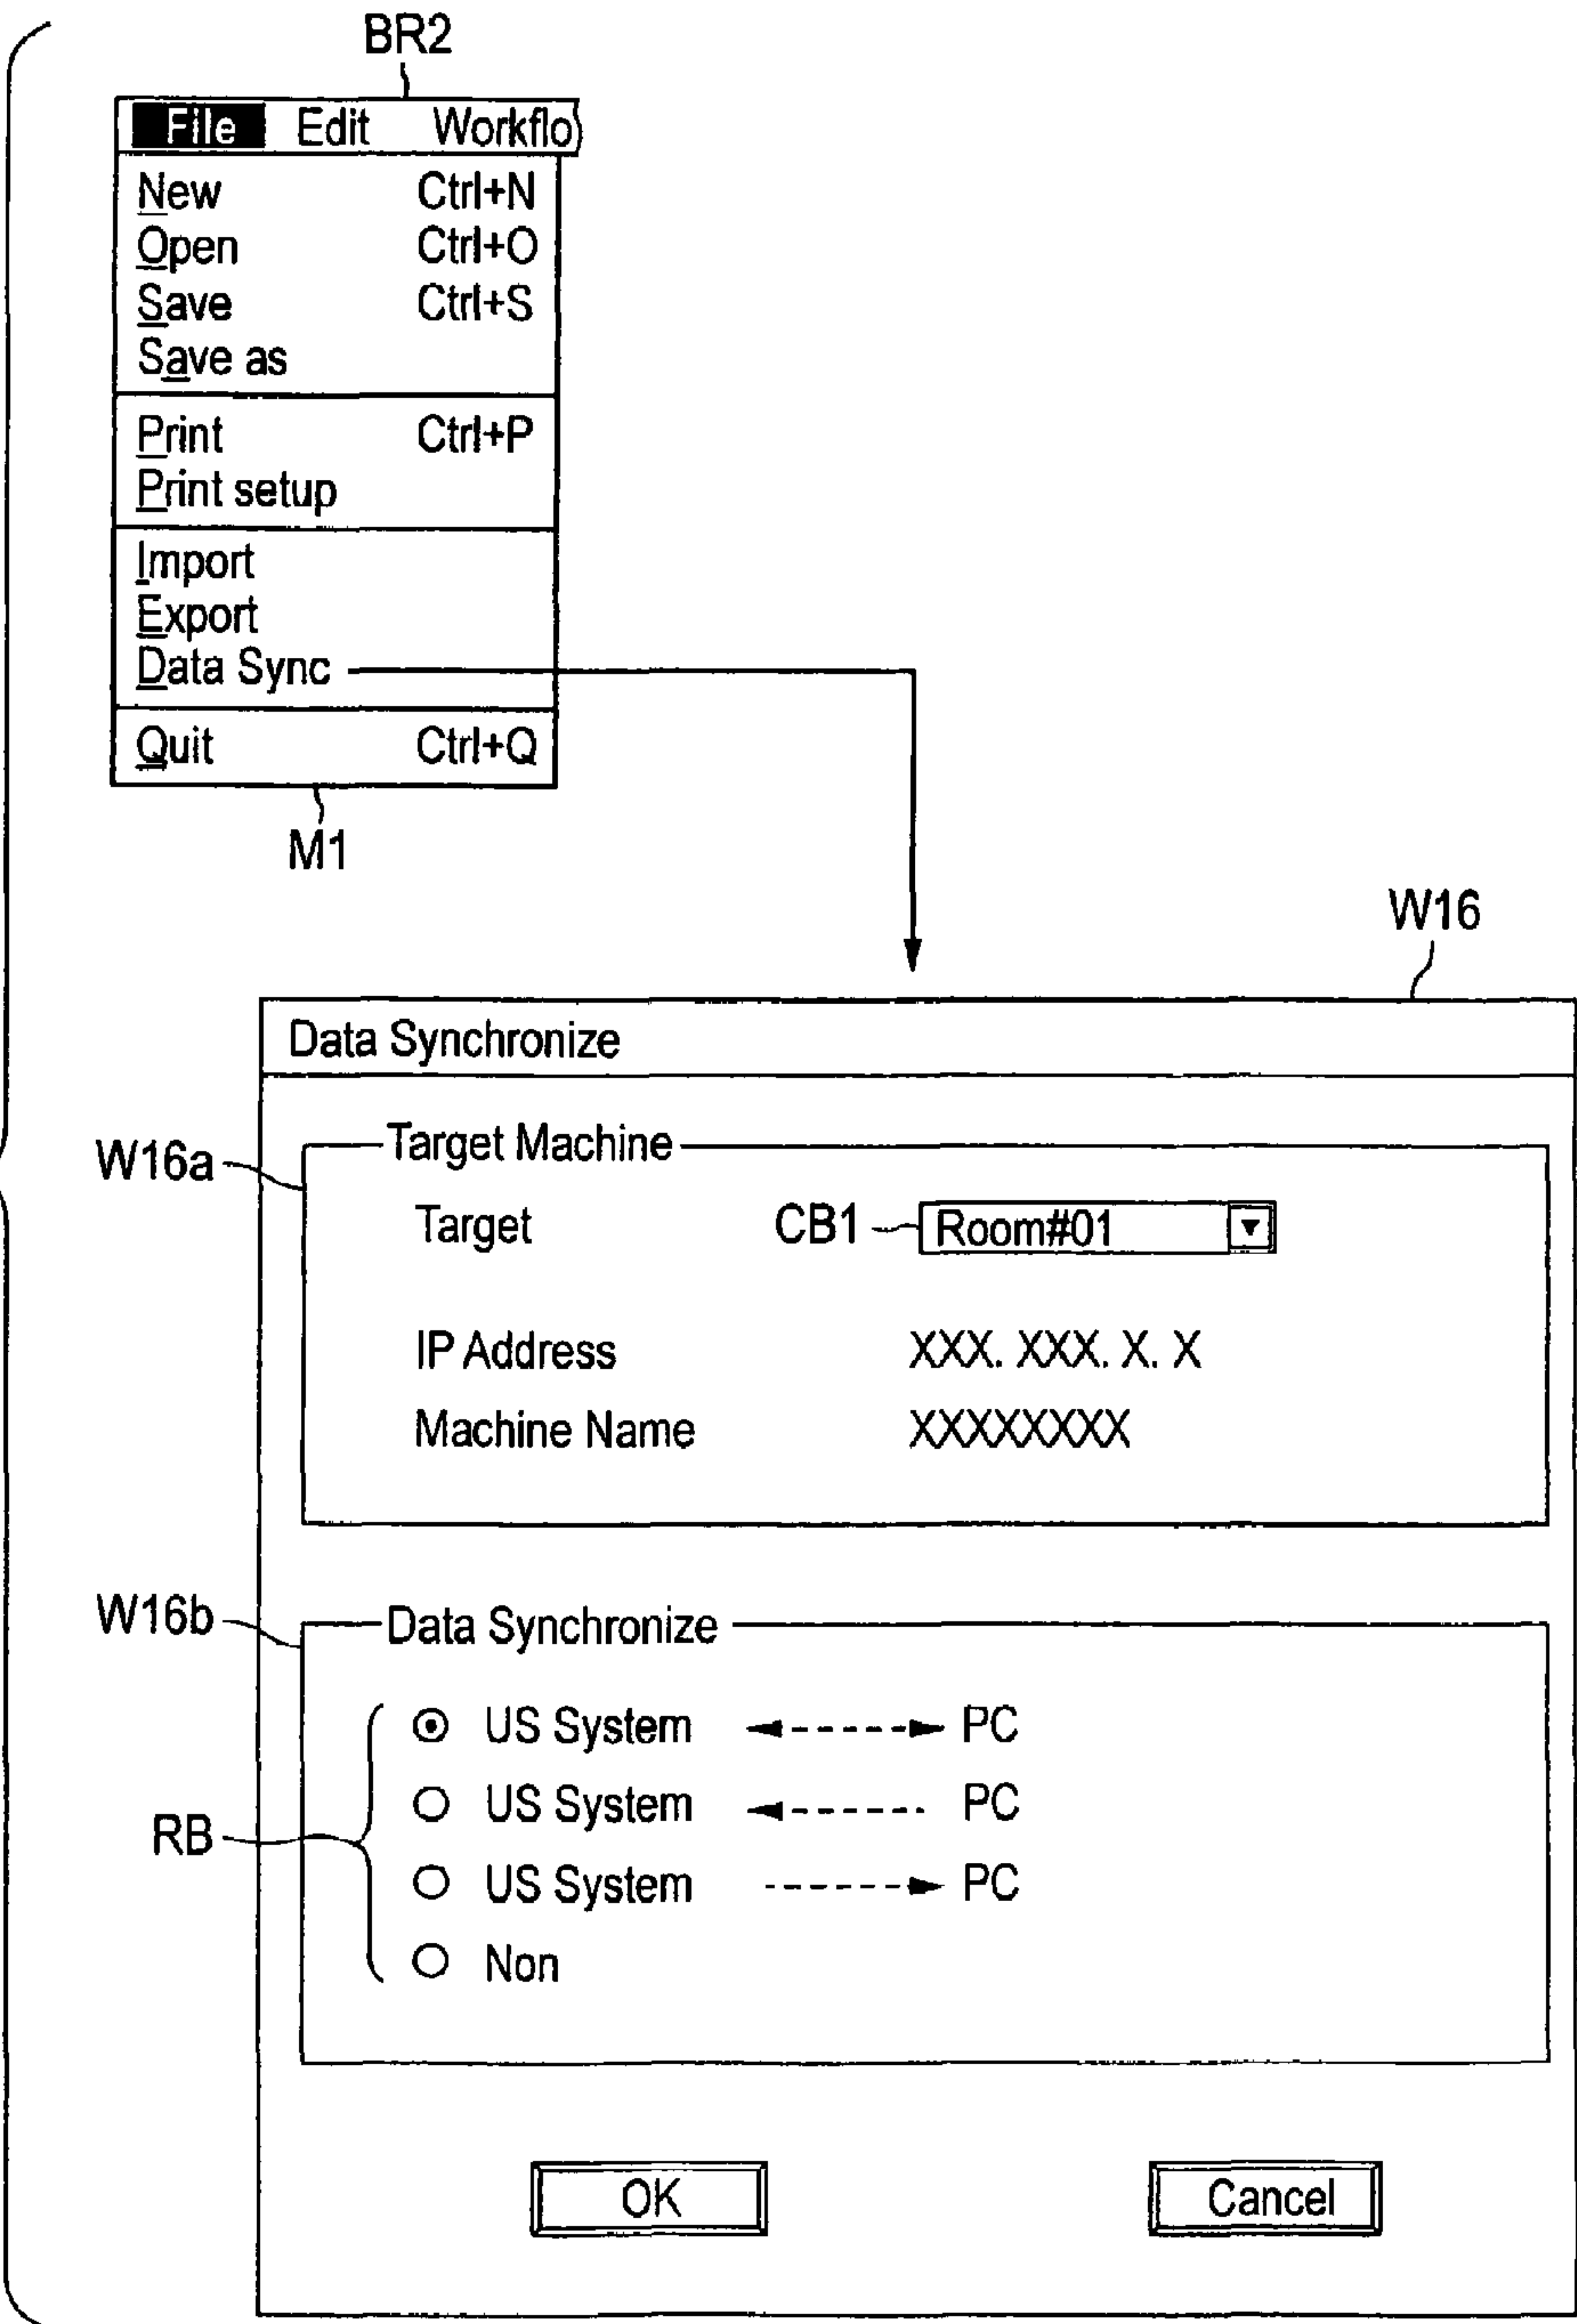 BR2
File Edit Workflo
New Ctrl+N
Open Ctrl+O
Save Ctrl+S
Save as
Print Ctrl+P
Print setup
Import
Export
Data Sync
Quit Ctrl+Q
M1
W16
Data Synchronize
W16a
Target Machine
Target CB1 Room#01
IP Address XXX. XXX. X. X
Machine Name XXXXXXXX
W16b
Data Synchronize
US System PC
US System PC
RB
US System PC
Non
OK Cancel